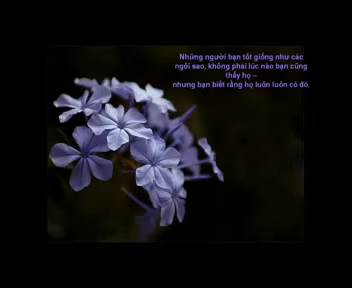 Những người bạn tốt giống như các
ngôi sao, không phải lúc nào bạn cũng
thấy họ –
nhưng bạn biết rằng họ luôn luôn có đó.